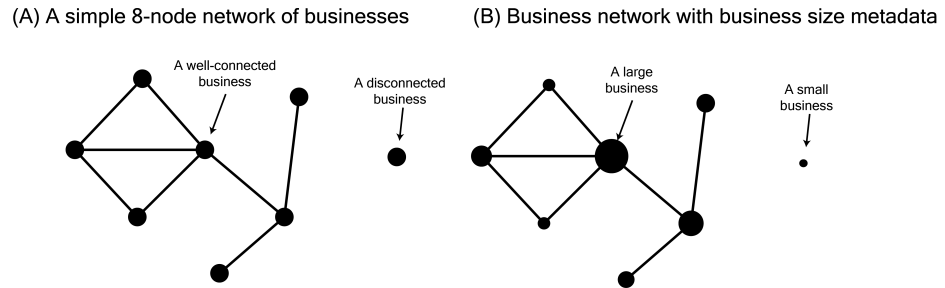 (A) A simple 8-node network of businesses
A well-connected
business
A disconnected
business
(B) Business network with business size metadata
A large
business
A small
business